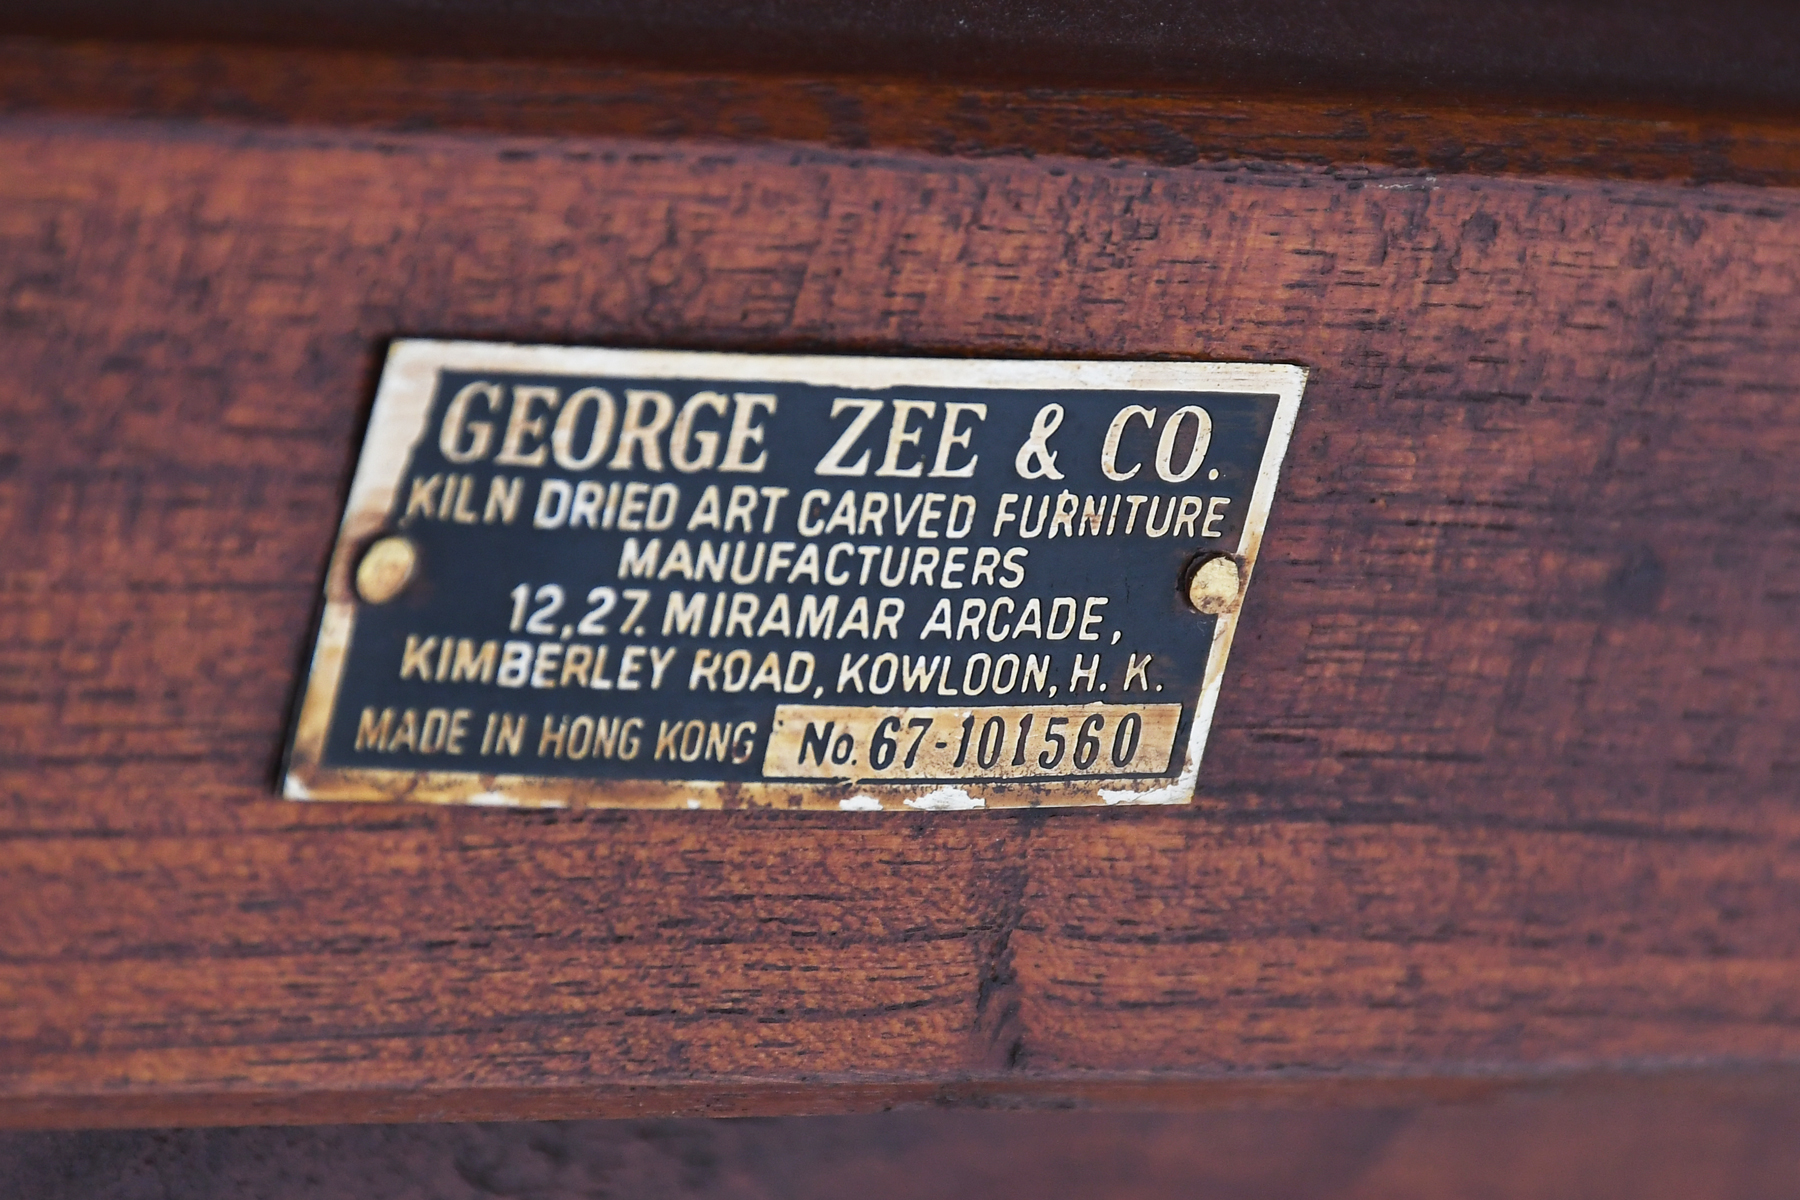 GEORGE ZEE & CO.
KILN DRIED ART CARVED FURNITURE
MANUFACTURERS
12,27. MIRAMAR ARCADE,
KIMBERLEY ROAD, KOWLOON, H. K.
MADE IN HONG KONG No. 67-101560